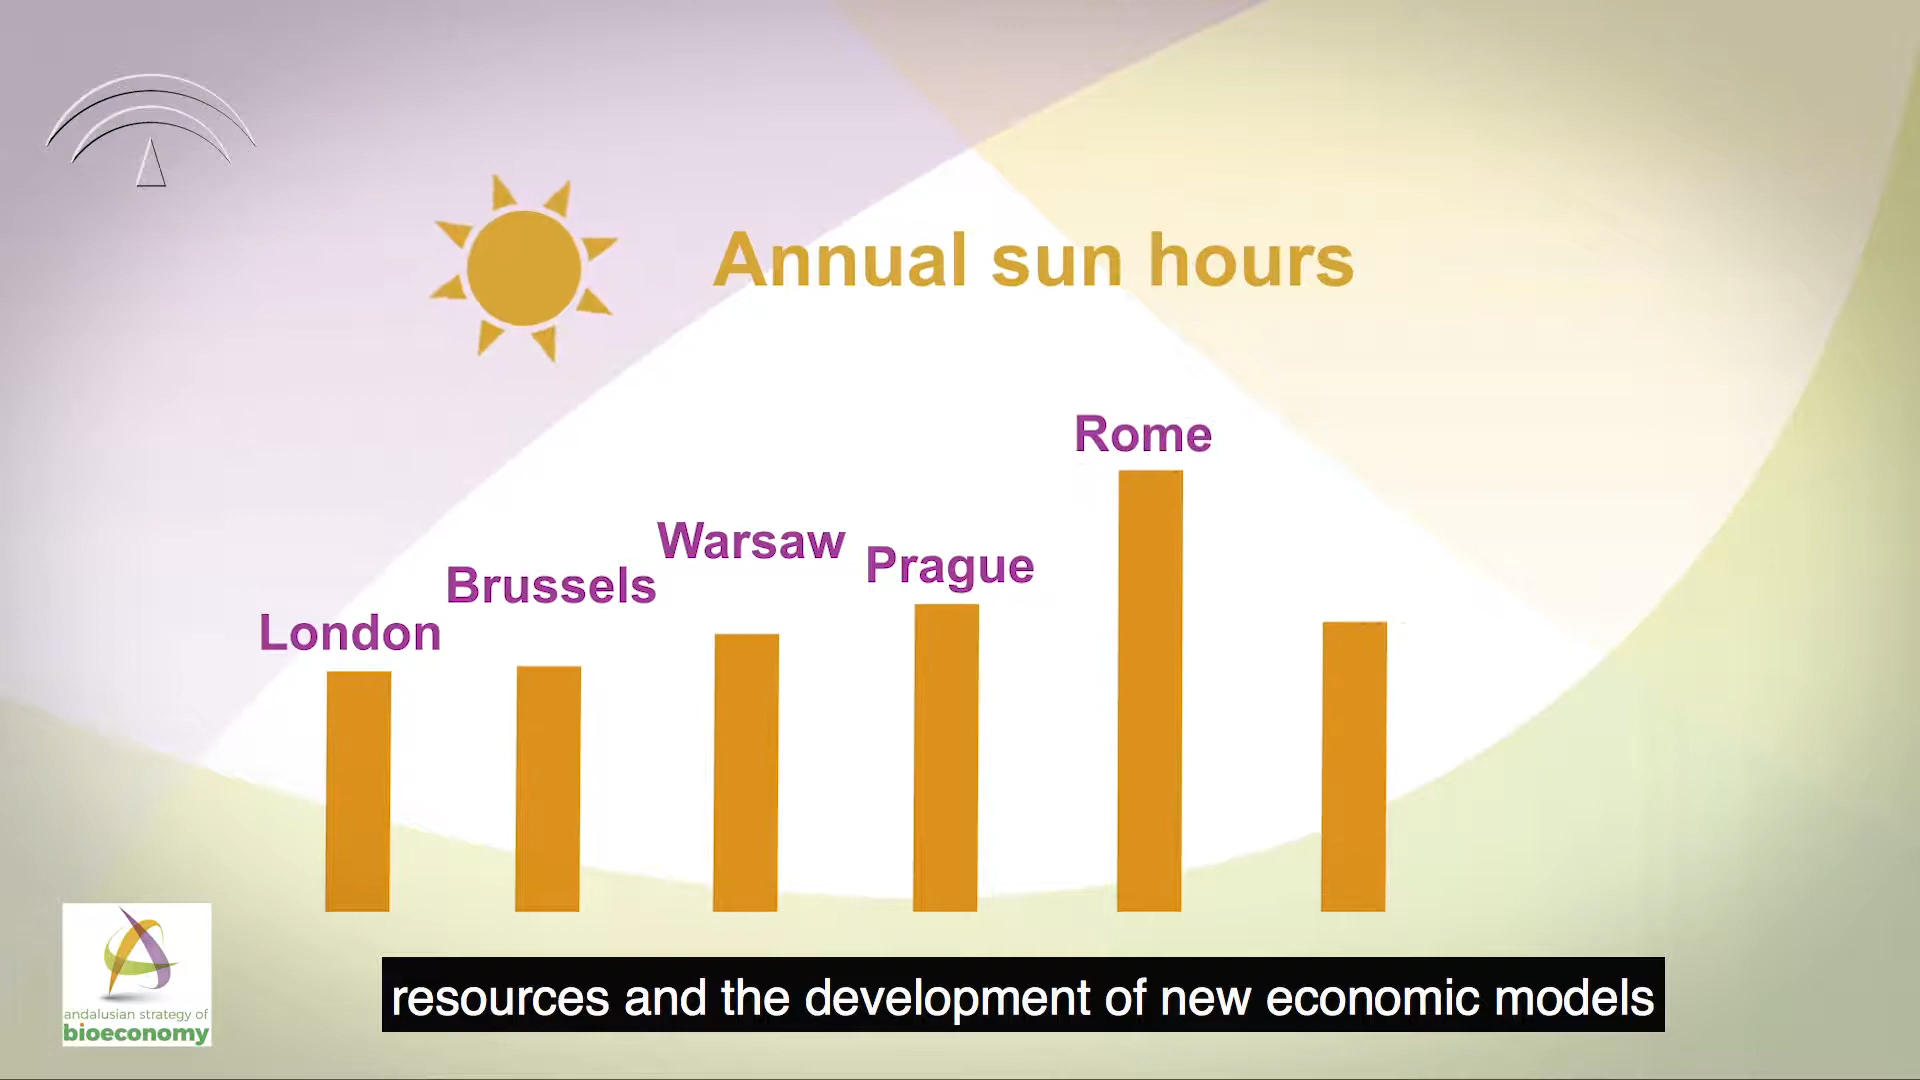 Annual sun hours
Rome
Warsaw
Prague
Brussels
London
resources and the development of new economic models
andalusian strategy of
bioeconomy